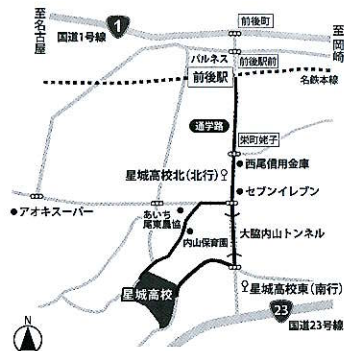 至名古屋
1
国道1号線
前後町
至岡崎
パルネス
前後駅前
前後駅
名鉄本線
通学路
栄町姥子
西尾信用金庫
星城高校北(北行)
セブンイレブン
アオキスーパー
あいち
尾東農協
内山保育園
大脇内山トンネル
星城高校
星城高校東(南行)
23
国道23号線
N